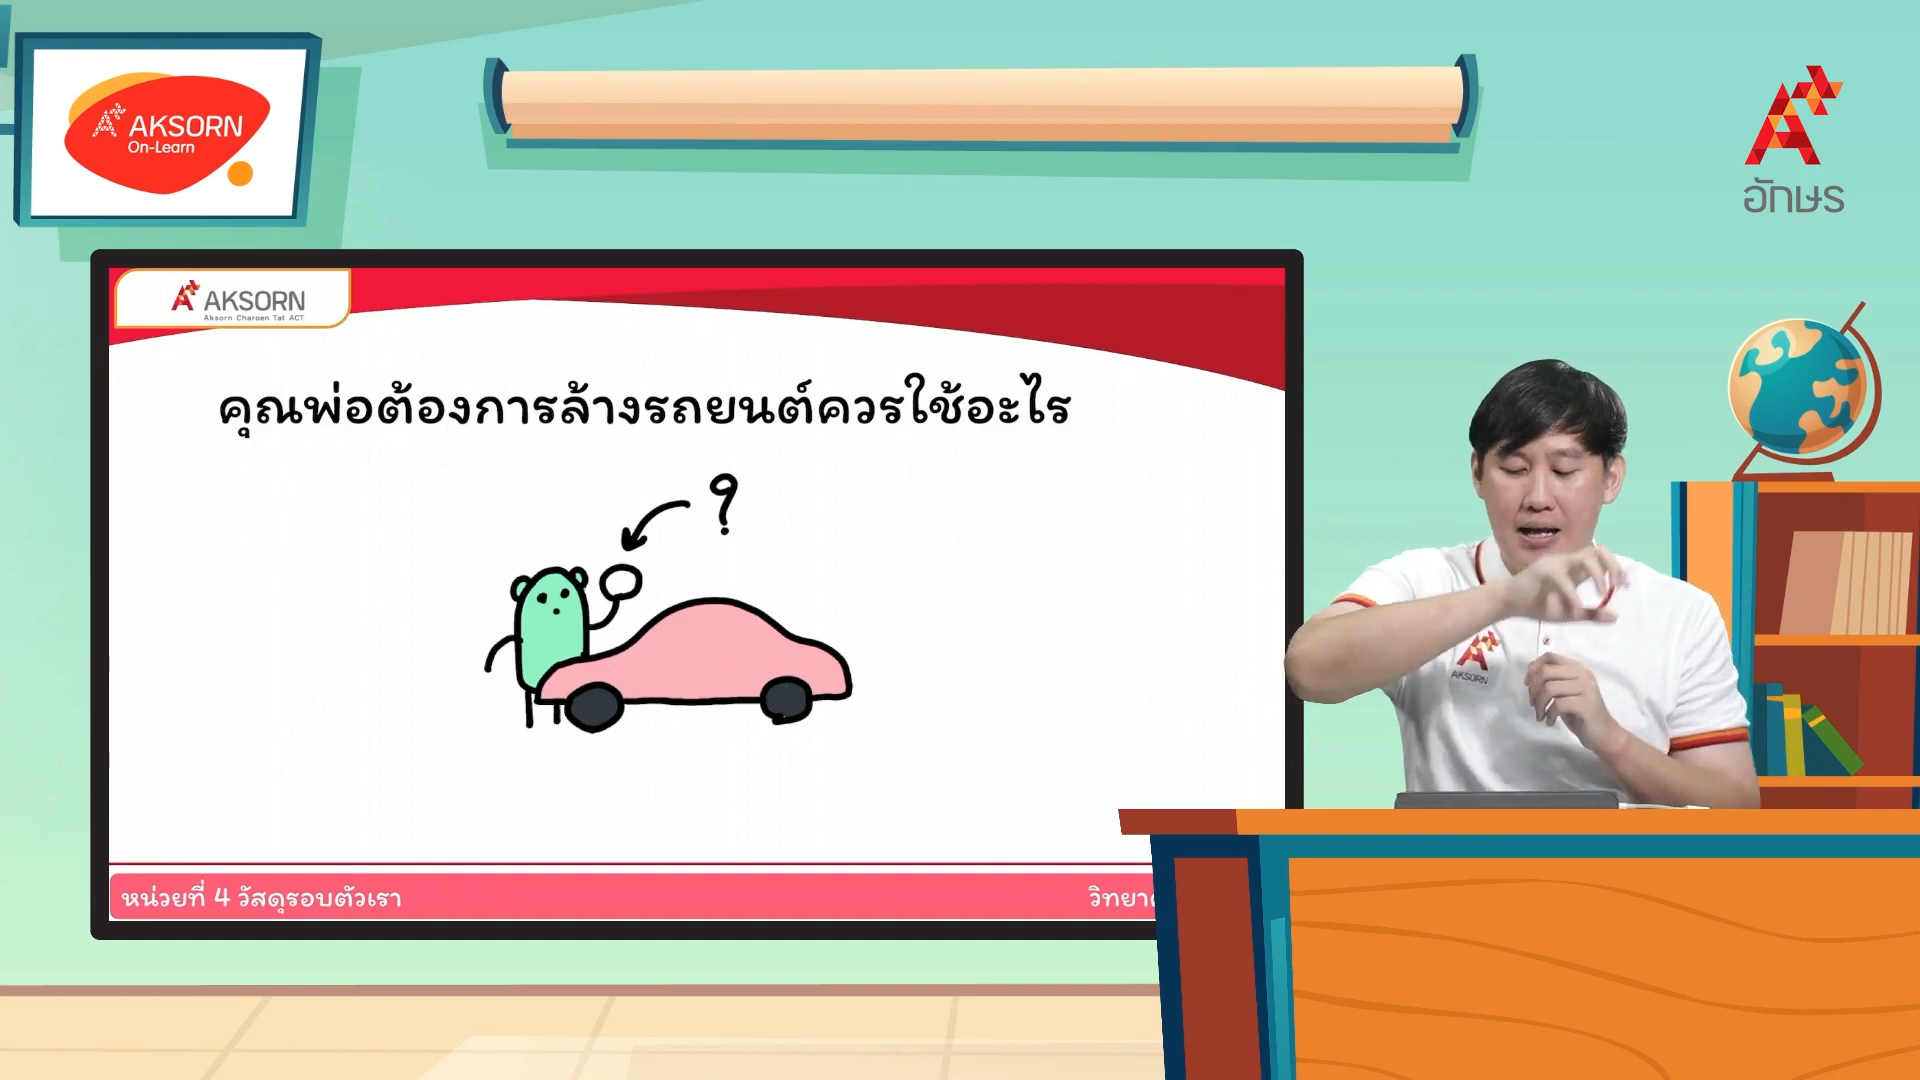 AKSORN
On-Learn
อักษร
AKSORN
Aksorn Charoen Tat ACT
คุณพ่อต้องการล้างรถยนต์ควรใช้อะไร
?
AKSORN
หน่วยที่ 4 วัสดุรอบตัวเรา